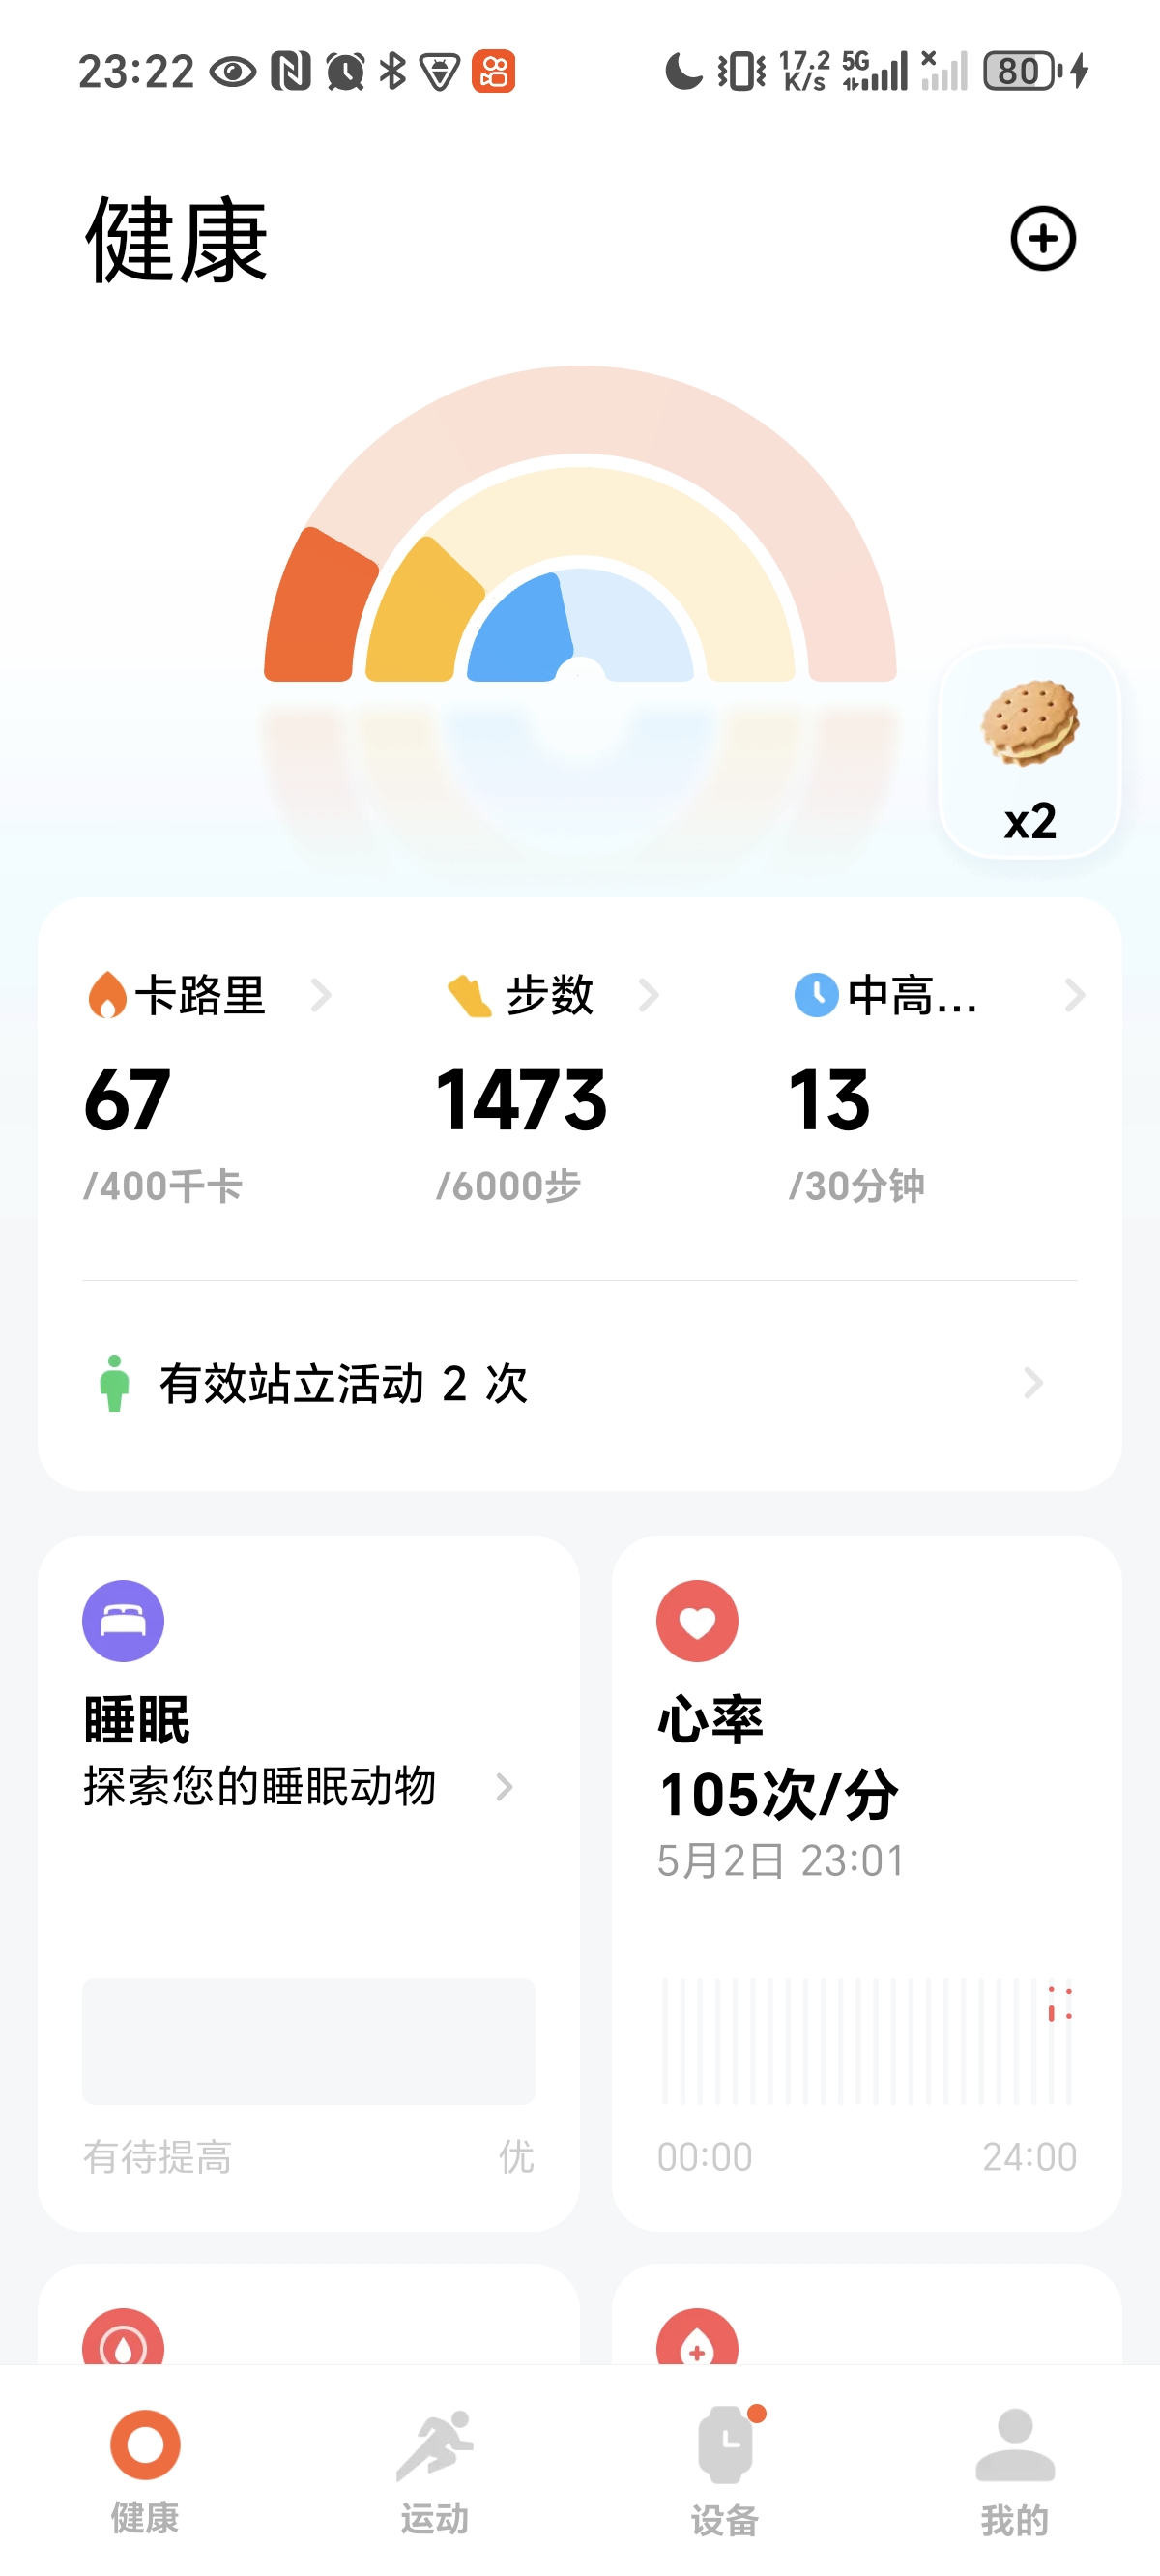 23:22 17.2 K/s 5G 80
健康
x2
卡路里 步数 中高...
67 1473 13
/400千卡 /6000步 /30分钟
有效站立活动 2 次
睡眠
探索您的睡眠动物
有待提高 优
心率
105次/分
5月2日 23:01
00:00 24:00
健康 运动 设备 我的